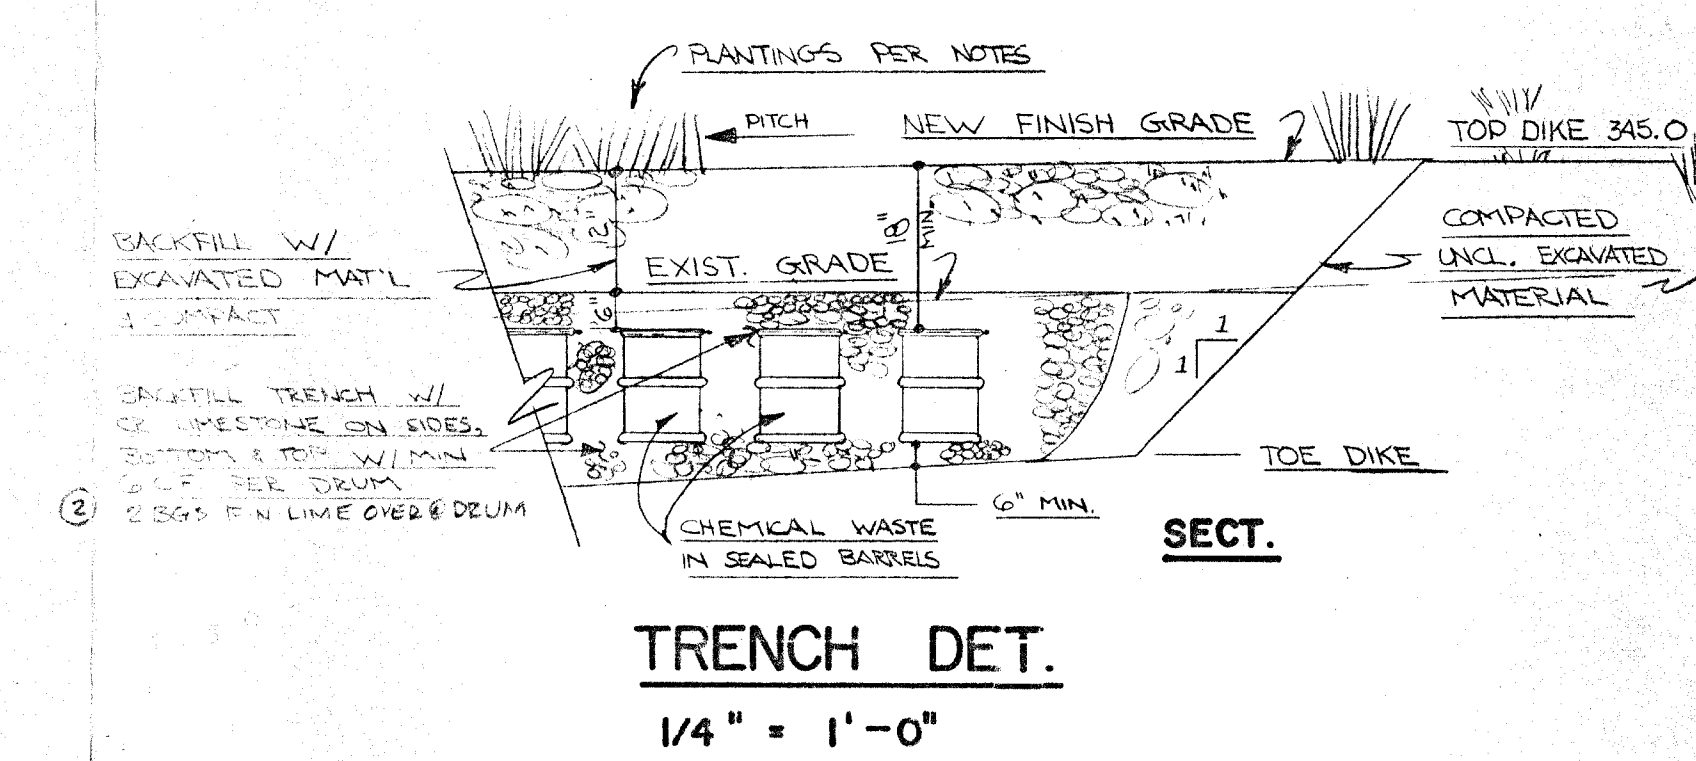 PLANTINGS PER NOTES
PITCH
NEW FINISH GRADE
TOP DIKE 345.0
12"
18"
MIN.
BACKFILL W/
EXCAVATED MAT'L
COMPACT
EXIST. GRADE
COMPACTED
UNCL. EXCAVATED
MATERIAL
6"
1
1
BACKFILL TRENCH W/
CR LIMESTONE ON SIDES,
BOTTOM & TOP W/ MIN
6 CF PER DRUM
2 2 BGS FIN LIME OVER @ DRUM
TOE DIKE
6" MIN.
CHEMICAL WASTE
IN SEALED BARRELS
SECT.
TRENCH DET.
1/4" = 1'-0"